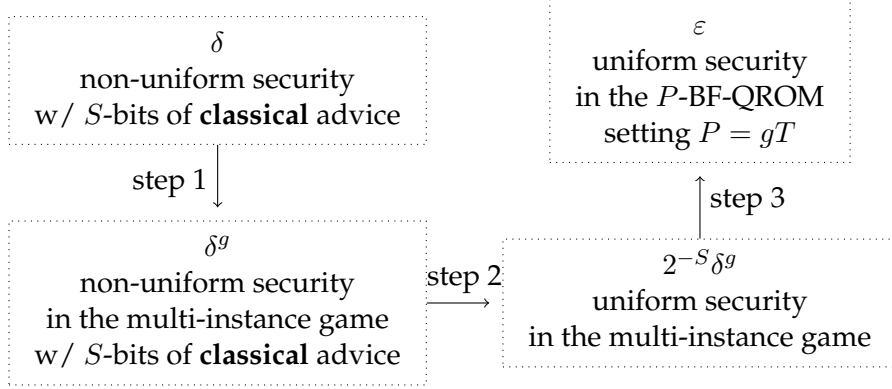 δ
non-uniform security
w/ S-bits of classical advice
step 1
δ^g
non-uniform security
in the multi-instance game
w/ S-bits of classical advice
step 2
2^{-S}δ^g
uniform security
in the multi-instance game
step 3
ε
uniform security
in the P-BF-QROM
setting P = gT